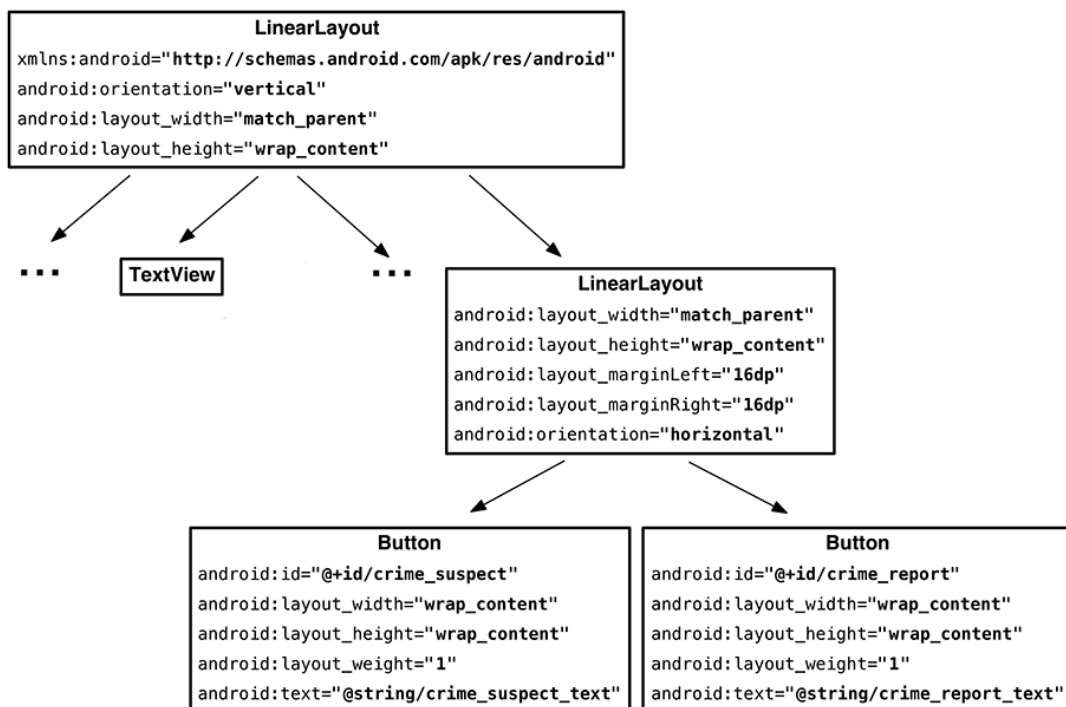 LinearLayout
xmlns:android="http://schemas.android.com/apk/res/android"
android:orientation="vertical"
android:layout_width="match_parent"
android:layout_height="wrap_content"
...
TextView
...
LinearLayout
android:layout_width="match_parent"
android:layout_height="wrap_content"
android:layout_marginLeft="16dp"
android:layout_marginRight="16dp"
android:orientation="horizontal"
Button
android:id="@+id/crime_suspect"
android:layout_width="wrap_content"
android:layout_height="wrap_content"
android:layout_weight="1"
android:text="@string/crime_suspect_text"
Button
android:id="@+id/crime_report"
android:layout_width="wrap_content"
android:layout_height="wrap_content"
android:layout_weight="1"
android:text="@string/crime_report_text"